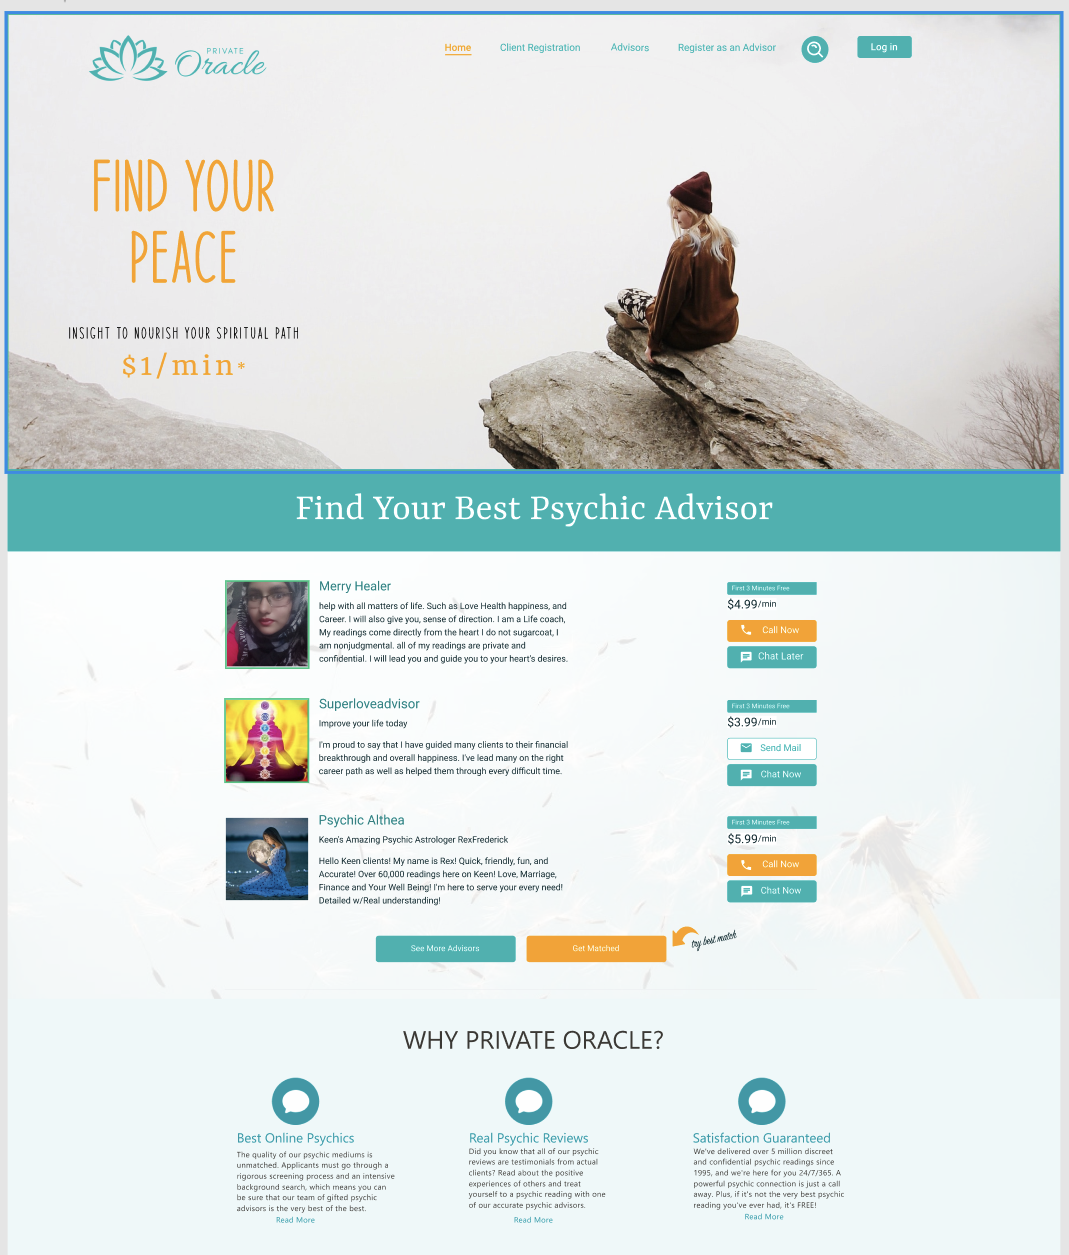 PRIVATE
Oracle
Home
Client Registration
Advisors
Register as an Advisor
Log in
FIND YOUR
PEACE
INSIGHT TO NOURISH YOUR SPIRITUAL PATH
$1/min*
Find Your Best Psychic Advisor
Merry Healer
help with all matters of life. Such as Love Health happiness, and
Career. I will also give you, sense of direction. I am a Life coach,
My readings come directly from the heart I do not sugarcoat, I
am nonjudgmental. all of my readings are private and
confidential. I will lead you and guide you to your heart's desires.
First 3 Minutes Free
$4.99/min
Call Now
Chat Later
Superloveadvisor
Improve your life today
I'm proud to say that I have guided many clients to their financial
breakthrough and overall happiness. I've lead many on the right
career path as well as helped them through every difficult time.
First 3 Minutes Free
$3.99/min
Send Mail
Chat Now
Psychic Althea
Keen's Amazing Psychic Astrologer RexFrederick
Hello Keen clients! My name is Rex! Quick, friendly, fun, and
Accurate! Over 60,000 readings here on Keen! Love, Marriage,
Finance and Your Well Being! I'm here to serve your every need!
Detailed w/Real understanding!
First 3 Minutes Free
$5.99/min
Call Now
Chat Now
See More Advisors
Get Matched
try best match
WHY PRIVATE ORACLE?
Best Online Psychics
The quality of our psychic mediums is
unmatched. Applicants must go through a
rigorous screening process and an intensive
background search, which means you can
be sure that our team of gifted psychic
advisors is the very best of the best.
Read More
Real Psychic Reviews
Did you know that all of our psychic
reviews are testimonials from actual
clients? Read about the positive
experiences of others and treat
yourself to a psychic reading with one
of our accurate psychic advisors.
Read More
Satisfaction Guaranteed
We've delivered over 5 million discreet
and confidential psychic readings since
1995, and we're here for you 24/7/365. A
powerful psychic connection is just a call
away. Plus, if it's not the very best psychic
reading you've ever had, it's FREE!
Read More